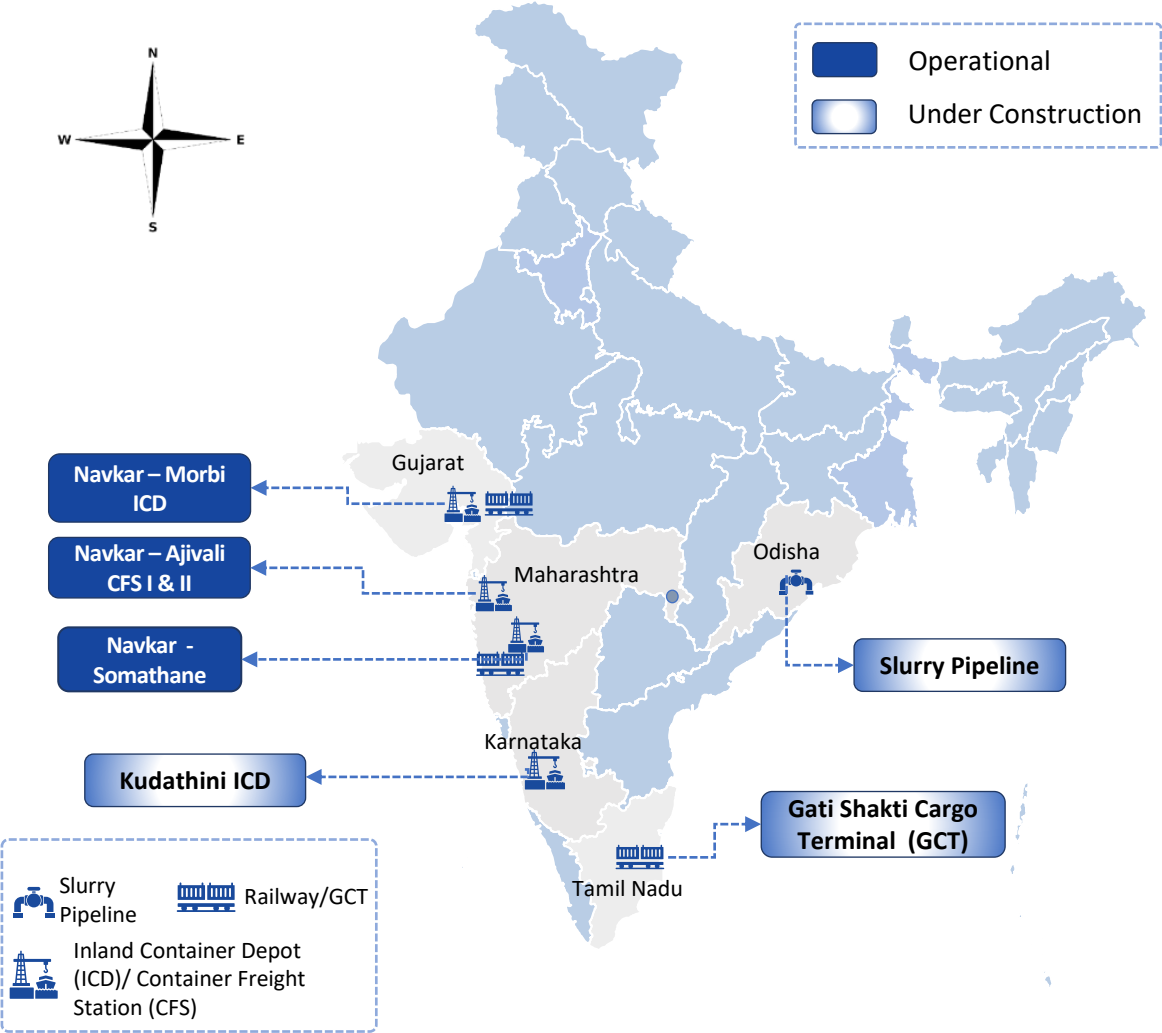 N
W
E
S
Operational
Under Construction
Gujarat
Navkar – Morbi
ICD
Navkar – Ajivali
CFS I & II
Maharashtra
Odisha
Navkar -
Somathane
Slurry Pipeline
Karnataka
Kudathini ICD
Gati Shakti Cargo
Terminal (GCT)
Tamil Nadu
Slurry
Pipeline
Railway/GCT
Inland Container Depot
(ICD)/ Container Freight
Station (CFS)